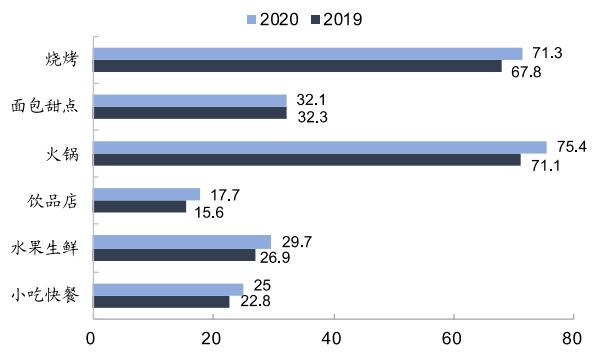 2020 2019
烧烤 71.3
67.8
面包甜点 32.1
32.3
火锅 75.4
71.1
饮品店 17.7
15.6
水果生鲜 29.7
26.9
小吃快餐 25
22.8
0 20 40 60 80